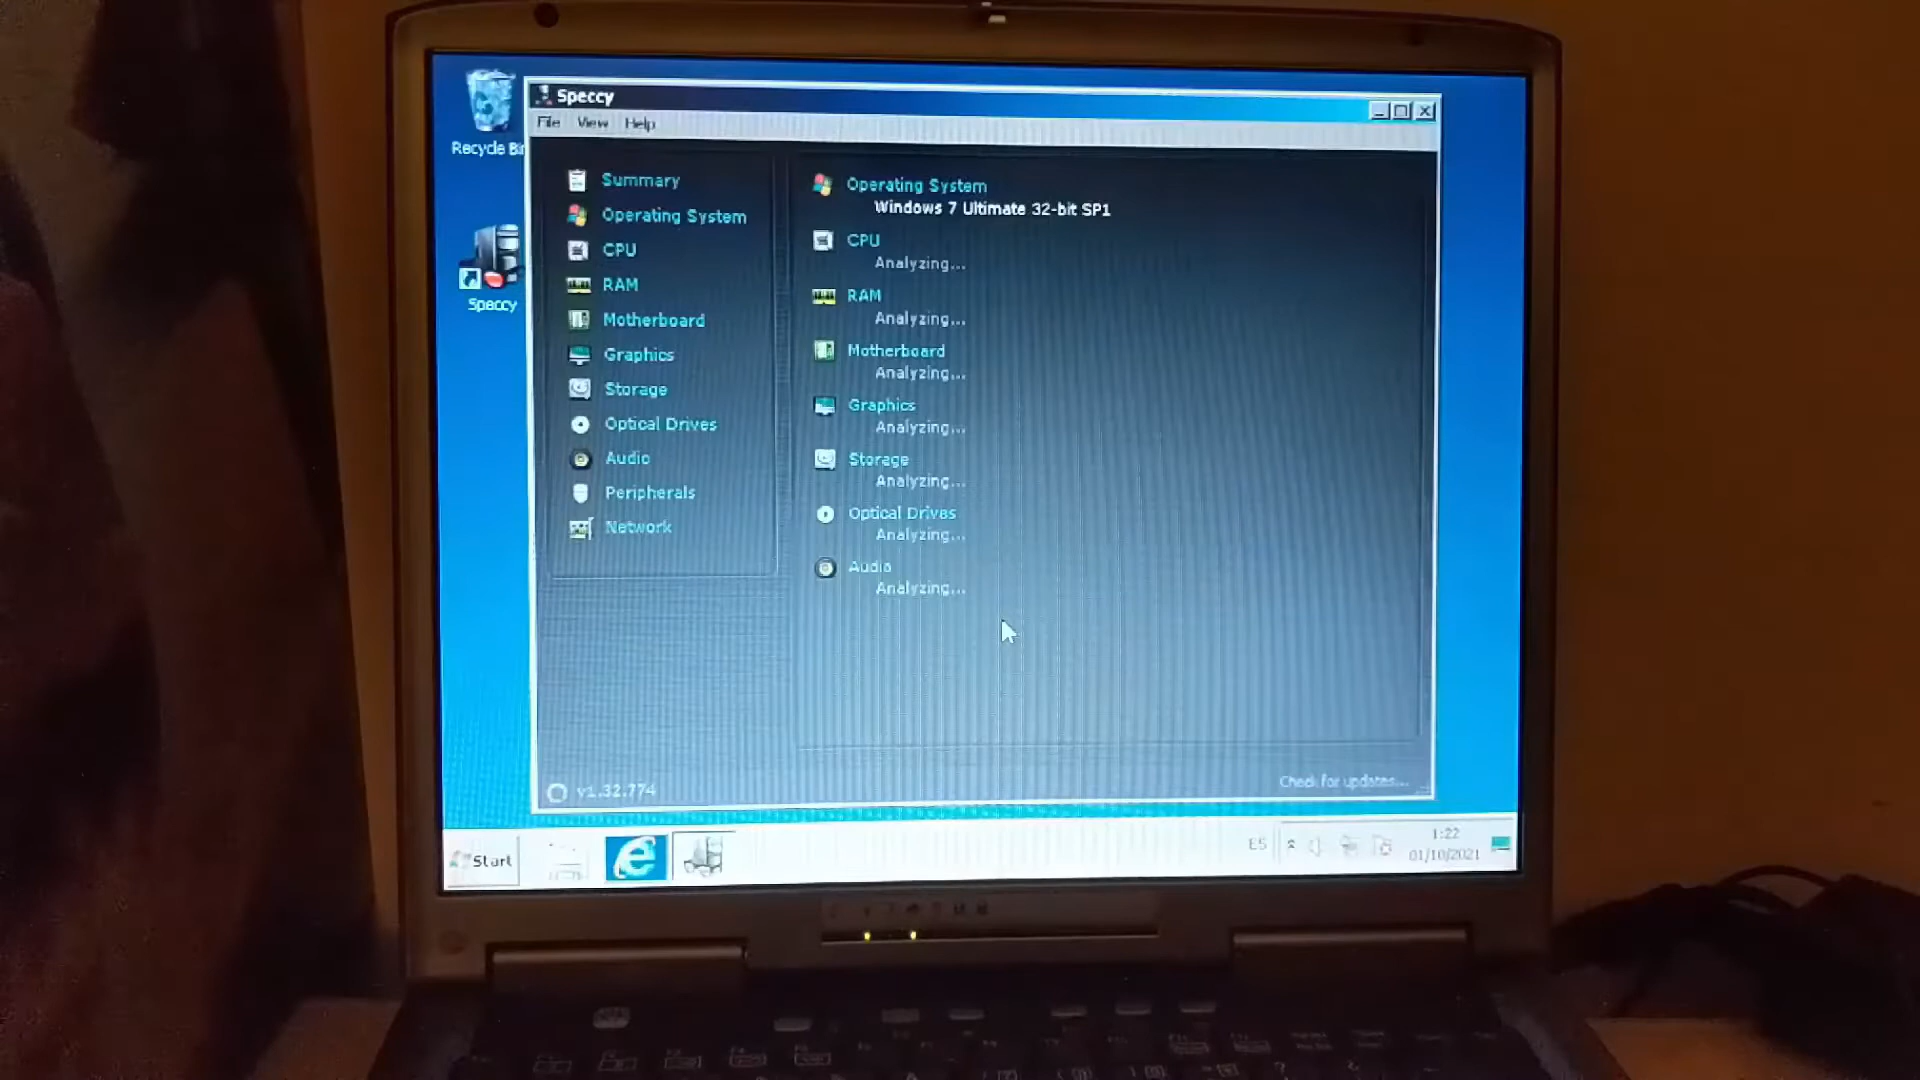 Recycle Bin
Speccy
Speccy
File View Help
Summary
Operating System
CPU
RAM
Motherboard
Graphics
Storage
Optical Drives
Audio
Peripherals
Network
Operating System
Windows 7 Ultimate 32-bit SP1
CPU
Analyzing...
RAM
Analyzing...
Motherboard
Analyzing...
Graphics
Analyzing...
Storage
Analyzing...
Optical Drives
Analyzing...
Audio
Analyzing...
v1.32.774
Check for updates...
Start
ES
1:22
01/10/2021